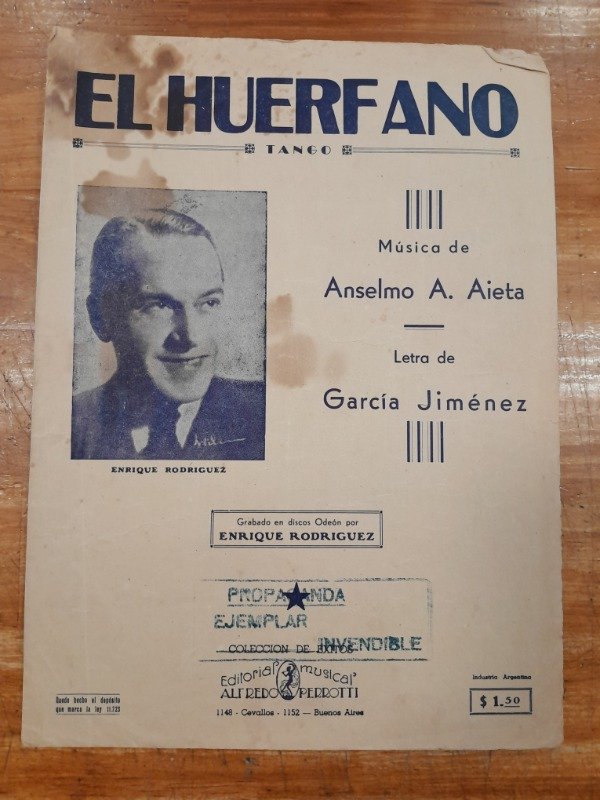 EL HUERFANO
TANGO
Música de
Anselmo A. Aieta
Letra de
García Jiménez
ENRIQUE RODRIGUEZ
Grabado en discos Odeón por
ENRIQUE RODRIGUEZ
PROPAGANDA
EJEMPLAR
INVENDIBLE
COLECCION DE EXITOS
Editorial musical
ALFREDO PERROTTI
1148 - Cevallos - 1152 — Buenos Aires
Queda hecho el depósito
que marca la ley 11.723
Industria Argentina
$ 1.50